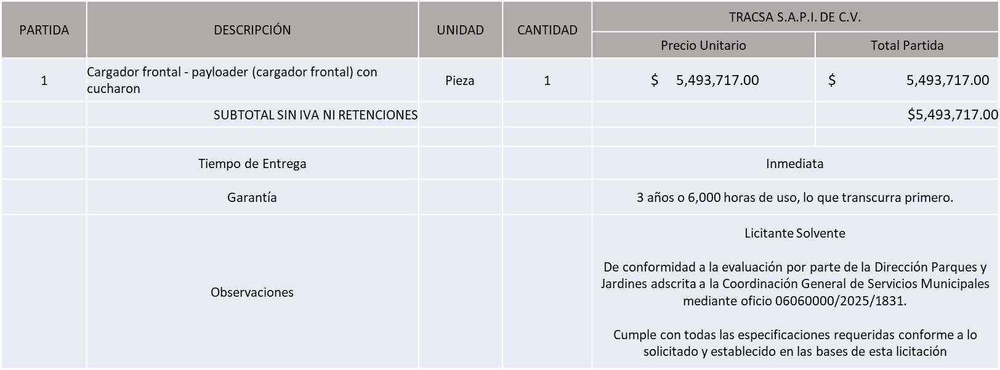 PARTIDA DESCRIPCIÓN UNIDAD CANTIDAD TRACSA S.A.P.I. DE C.V.
Precio Unitario Total Partida
1 Cargador frontal - payloader (cargador frontal) con
cucharon Pieza 1 $ 5,493,717.00 $ 5,493,717.00
SUBTOTAL SIN IVA NI RETENCIONES $5,493,717.00
Tiempo de Entrega Inmediata
Garantía 3 años o 6,000 horas de uso, lo que transcurra primero.
Observaciones
Licitante Solvente
De conformidad a la evaluación por parte de la Dirección Parques y
Jardines adscrita a la Coordinación General de Servicios Municipales
mediante oficio 06060000/2025/1831.
Cumple con todas las especificaciones requeridas conforme a lo
solicitado y establecido en las bases de esta licitación